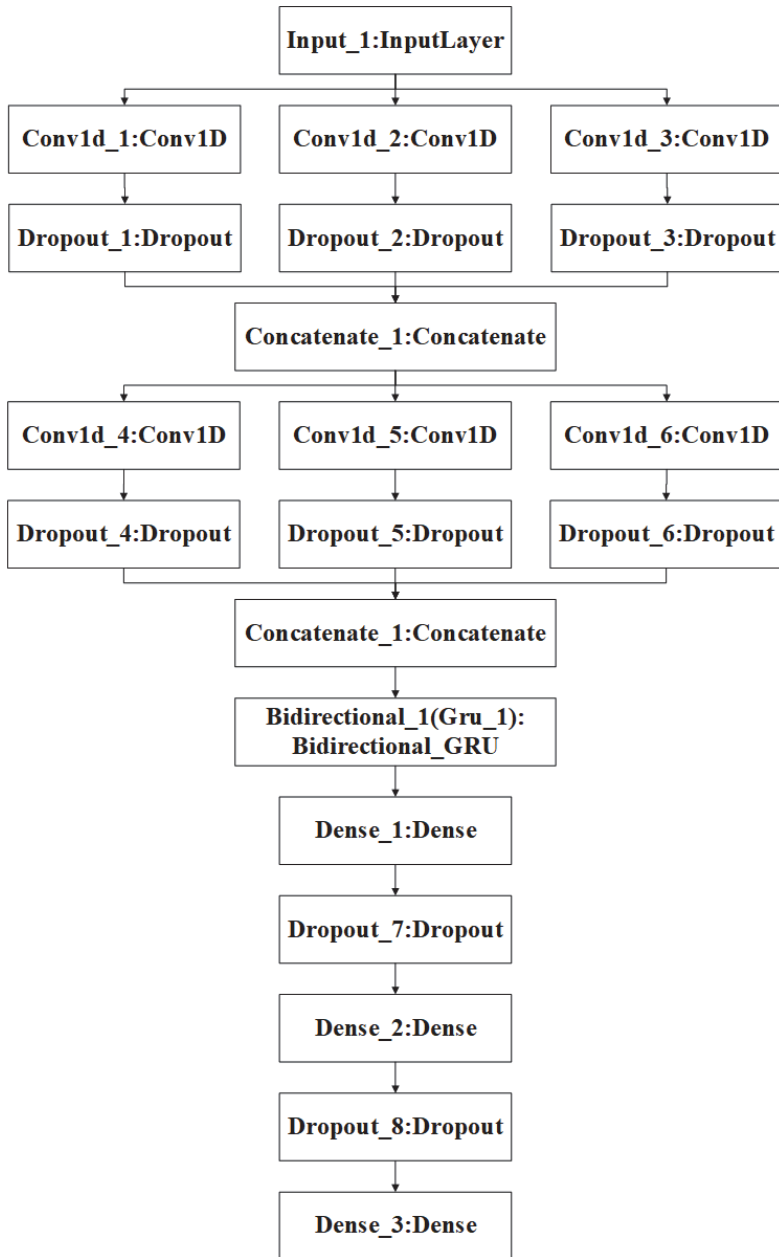 Input_1:InputLayer
Conv1d_1:Conv1D
Conv1d_2:Conv1D
Conv1d_3:Conv1D
Dropout_1:Dropout
Dropout_2:Dropout
Dropout_3:Dropout
Concatenate_1:Concatenate
Conv1d_4:Conv1D
Conv1d_5:Conv1D
Conv1d_6:Conv1D
Dropout_4:Dropout
Dropout_5:Dropout
Dropout_6:Dropout
Concatenate_1:Concatenate
Bidirectional_1(Gru_1):
Bidirectional_GRU
Dense_1:Dense
Dropout_7:Dropout
Dense_2:Dense
Dropout_8:Dropout
Dense_3:Dense